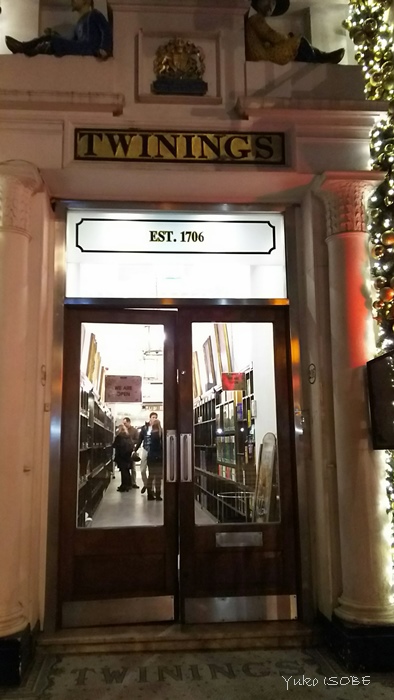 TWININGS
EST. 1706
WE ARE
OPEN
TWININGS
Yuko ISOBE